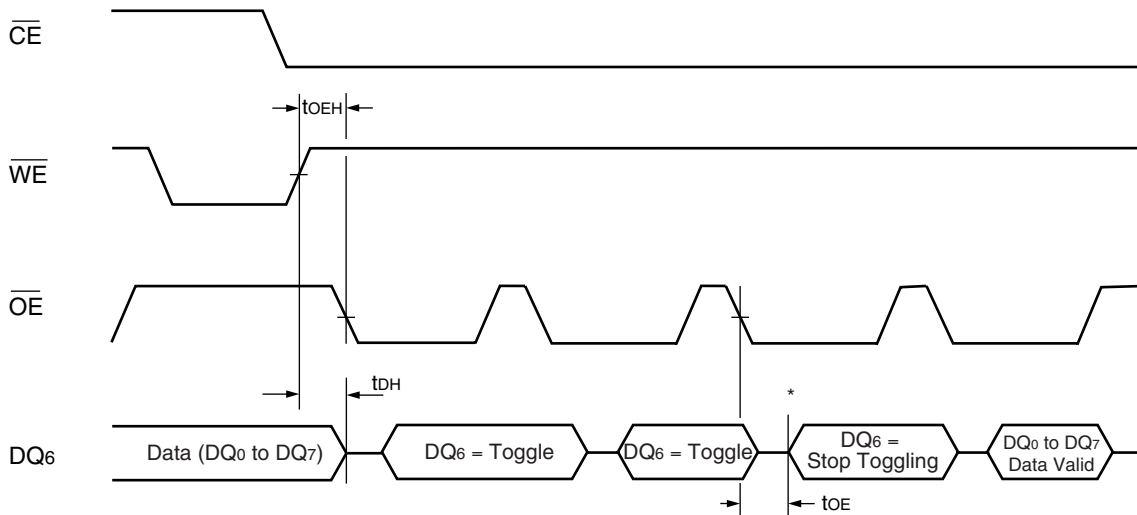 CE
tOEH
WE
OE
tDH
*
DQ6
Data (DQ0 to DQ7)
DQ6 = Toggle
DQ6 = Toggle
DQ6 =
Stop Toggling
DQ0 to DQ7
Data Valid
tOE